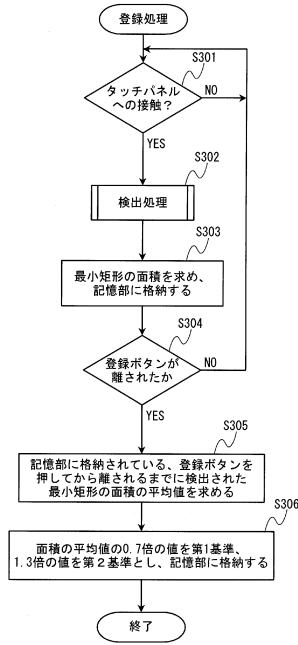 登録処理
S301
タッチパネル
への接触？
NO
YES
S302
検出処理
S303
最小矩形の面積を求め、
記憶部に格納する
S304
登録ボタンが
離されたか
NO
YES
S305
記憶部に格納されている、登録ボタンを
押してから離されるまでに検出された
最小矩形の面積の平均値を求める
S306
面積の平均値の0.7倍の値を第1基準、
1.3倍の値を第２基準とし、記憶部に格納する
終了